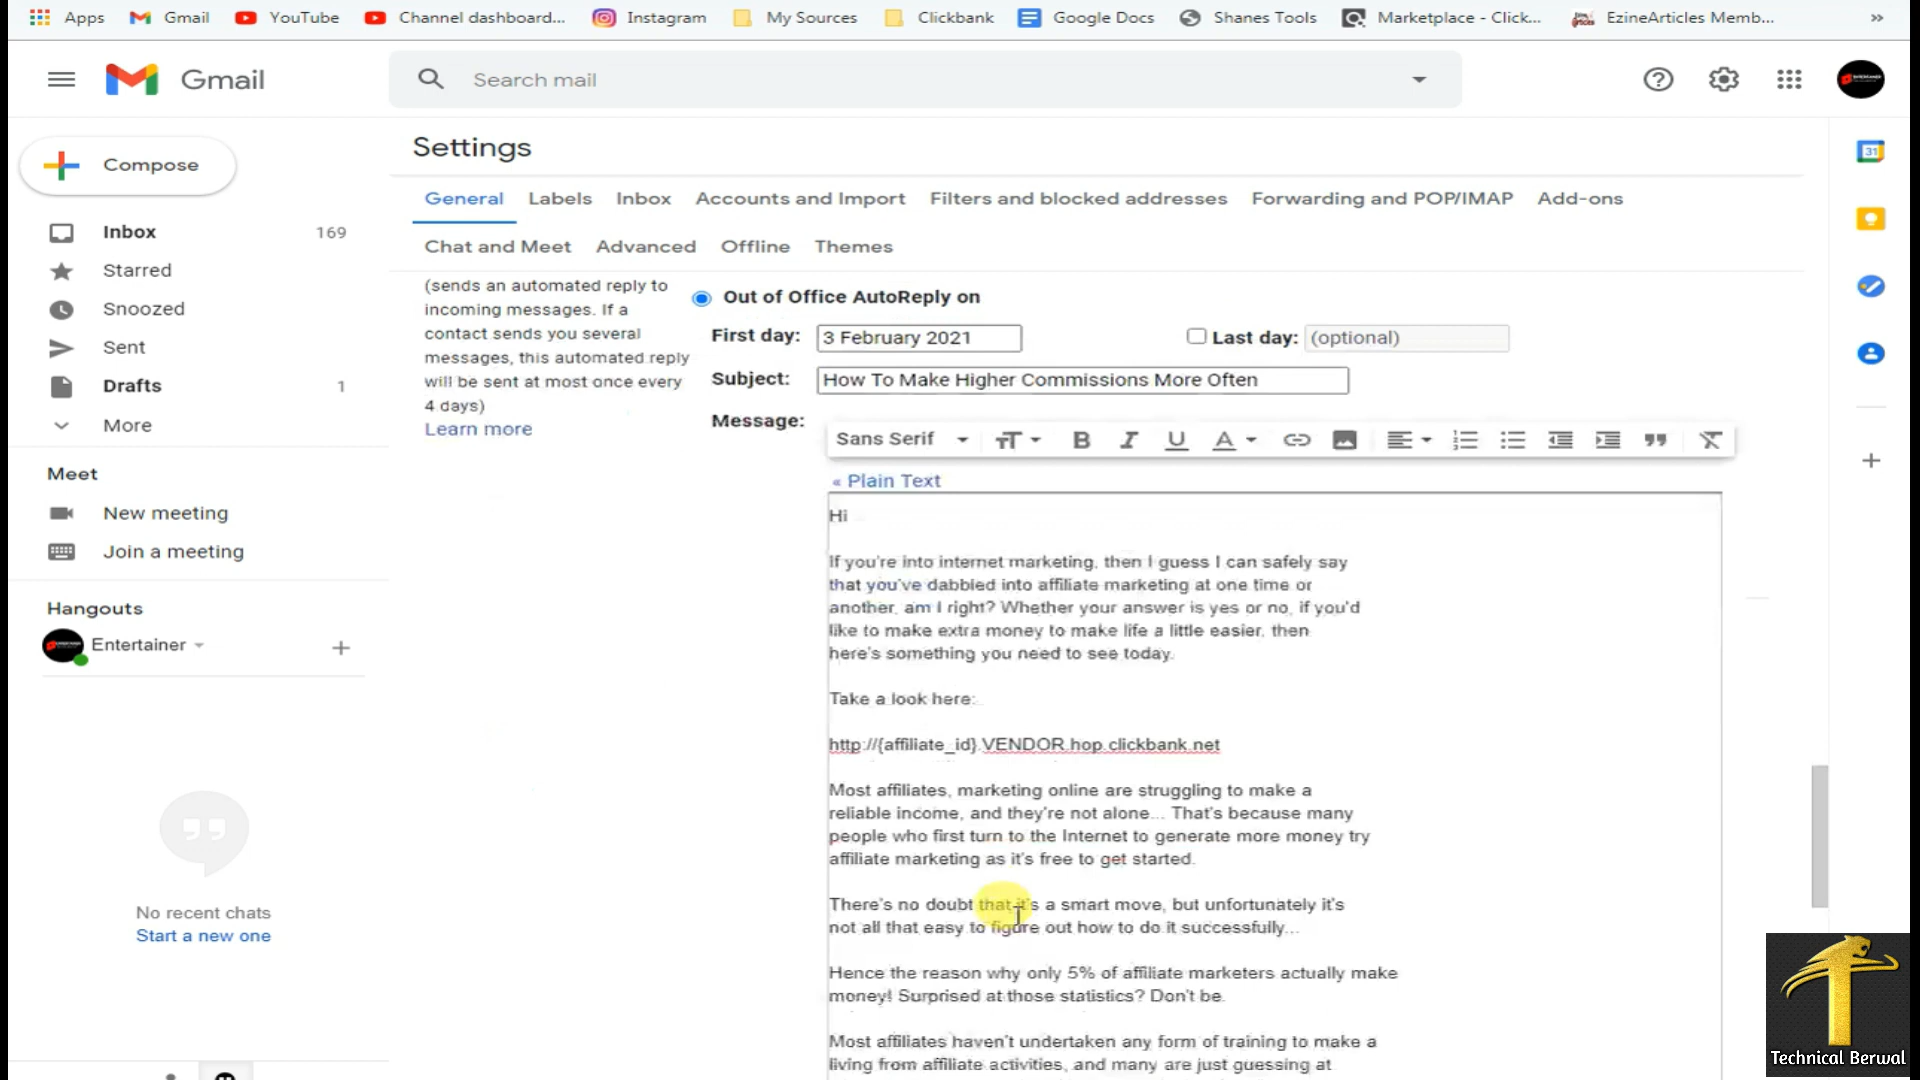 Apps Gmail YouTube Channel dashboard... Instagram My Sources Clickbank Google Docs Shanes Tools Marketplace - Click... EzineArticles Memb... »
Gmail
Search mail
Compose
Inbox 169
Starred
Snoozed
Sent
Drafts 1
More
Meet
New meeting
Join a meeting
Hangouts
Entertainer
No recent chats
Start a new one
Settings
General Labels Inbox Accounts and Import Filters and blocked addresses Forwarding and POP/IMAP Add-ons
Chat and Meet Advanced Offline Themes
(sends an automated reply to
incoming messages. If a
contact sends you several
messages, this automated reply
will be sent at most once every
4 days)
Learn more
Out of Office AutoReply on
First day: 3 February 2021 Last day: (optional)
Subject: How To Make Higher Commissions More Often
Message:
Sans Serif
« Plain Text
Hi
If you're into internet marketing, then I guess I can safely say
that you've dabbled into affiliate marketing at one time or
another, am I right? Whether your answer is yes or no, if you'd
like to make extra money to make life a little easier, then
here's something you need to see today.
Take a look here:
http://{affiliate_id}.VENDOR.hop.clickbank.net
Most affiliates, marketing online are struggling to make a
reliable income, and they're not alone... That's because many
people who first turn to the Internet to generate more money try
affiliate marketing as it's free to get started.
There's no doubt that it's a smart move, but unfortunately it's
not all that easy to figure out how to do it successfully...
Hence the reason why only 5% of affiliate marketers actually make
money! Surprised at those statistics? Don't be.
Most affiliates haven't undertaken any form of training to make a
living from affiliate activities, and many are just guessing at
31
Technical Berwal